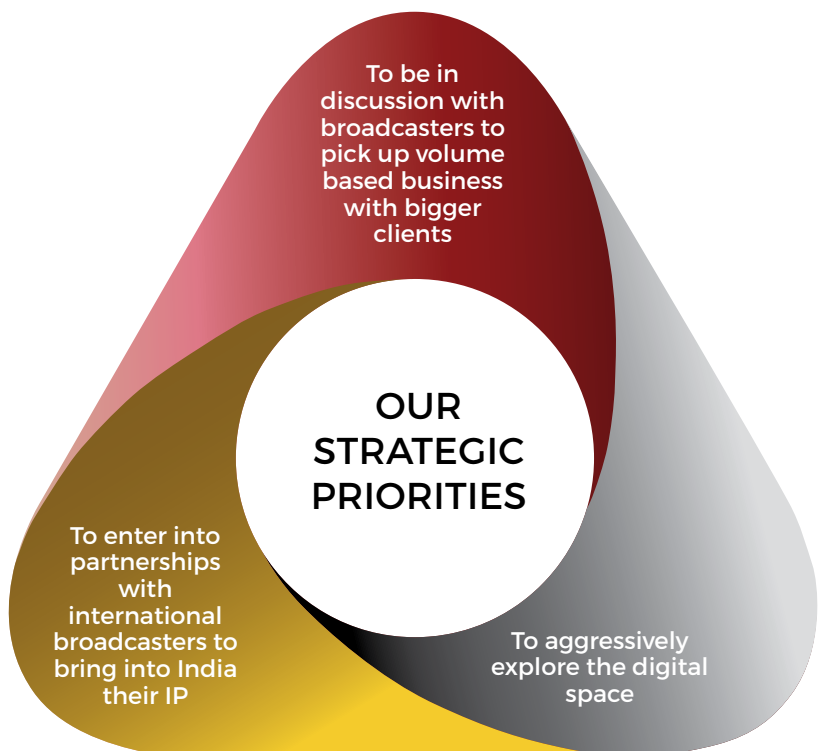 To be in
discussion with
broadcasters to
pick up volume
based business
with bigger
clients
OUR
STRATEGIC
PRIORITIES
To enter into
partnerships
with
international
broadcasters to
bring into India
their IP
To aggressively
explore the digital
space